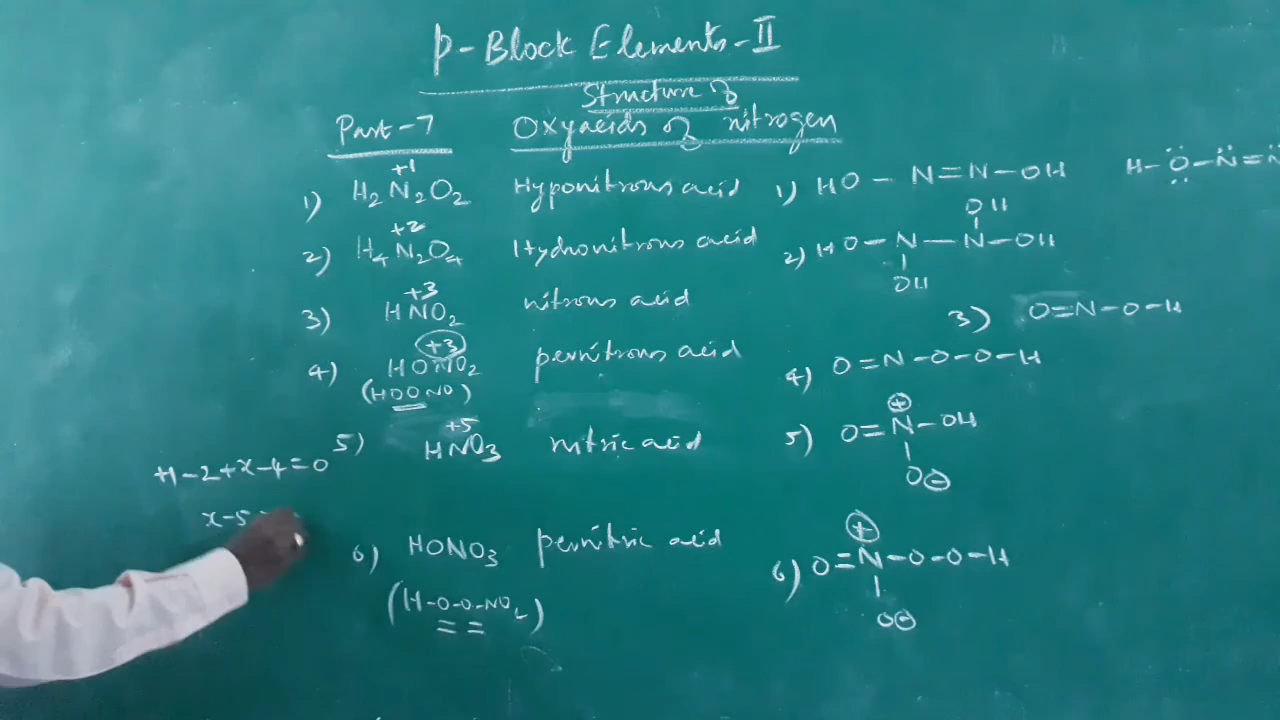 P-Block Elements-II
Structure of
Part-7 Oxyacids of nitrogen
1) H₂N₂O₂ +1 Hyponitrous acid 1) HO-N=N-OH H-O-N=N
2) H₄N₂O₄ +2 Hydronitrous acid 2) HO-N-N-OH OH OH
3) HNO₂ +3 nitrous acid 3) O=N-O-H
4) HONO₂ +3 pernitrous acid 4) O=N-O-O-H
(HOONO)
5) HNO₃ +5 nitric acid 5) O=N-OH ⊕ O⊖
+1-2+x-4=0
x-5
6) HONO₃ pernitric acid 6) O=N-O-O-H ⊕ O⊖
(H-O-O-NO₂)